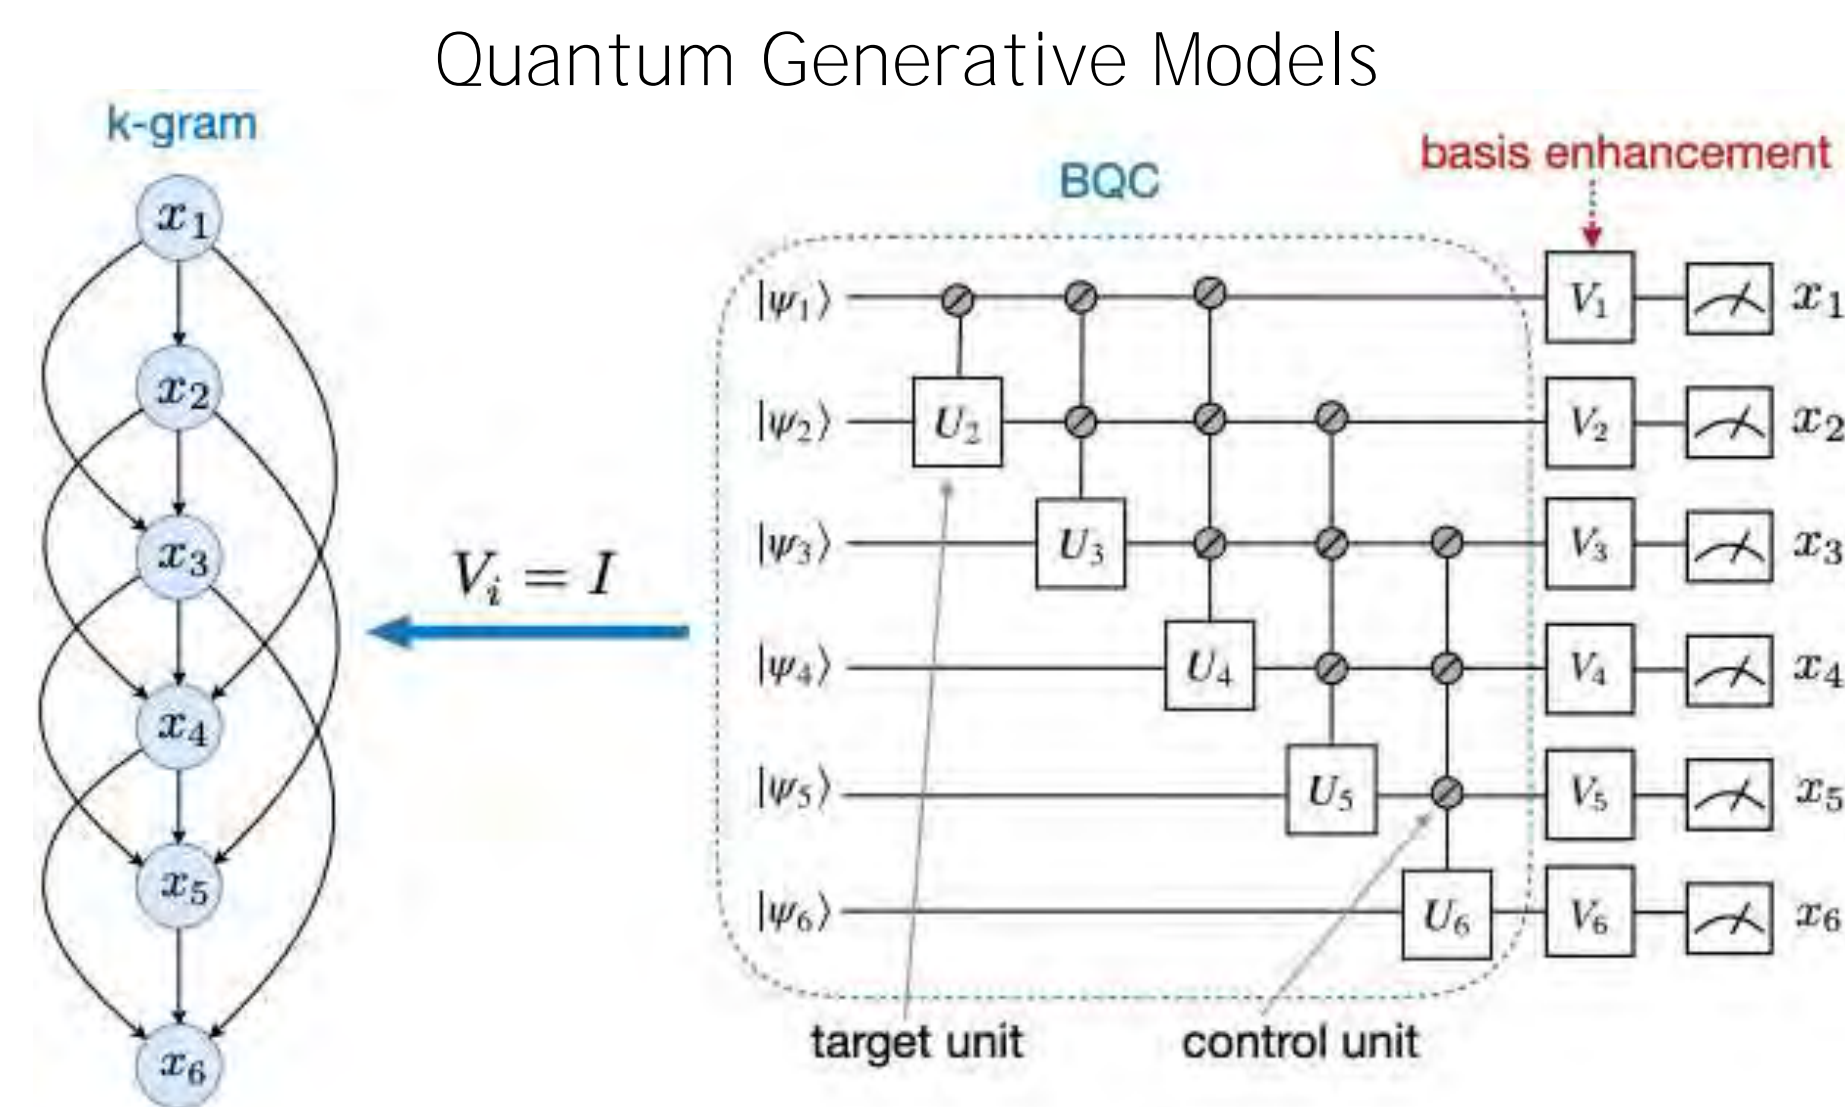 Quantum Generative Models
k-gram
x1
x2
x3
x4
x5
x6
Vi = I
BQC
basis enhancement
|ψ1⟩ V1 x1
|ψ2⟩ U2 V2 x2
|ψ3⟩ U3 V3 x3
|ψ4⟩ U4 V4 x4
|ψ5⟩ U5 V5 x5
|ψ6⟩ U6 V6 x6
target unit
control unit